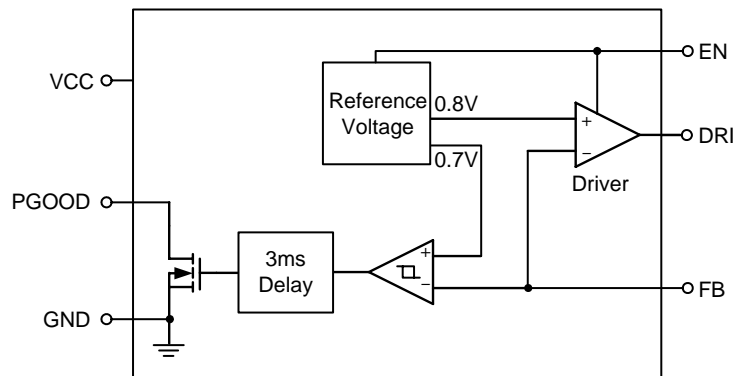 EN
VCC
Reference
Voltage
0.8V
+
−
DRI
0.7V
Driver
PGOOD
3ms
Delay
+
−
FB
GND